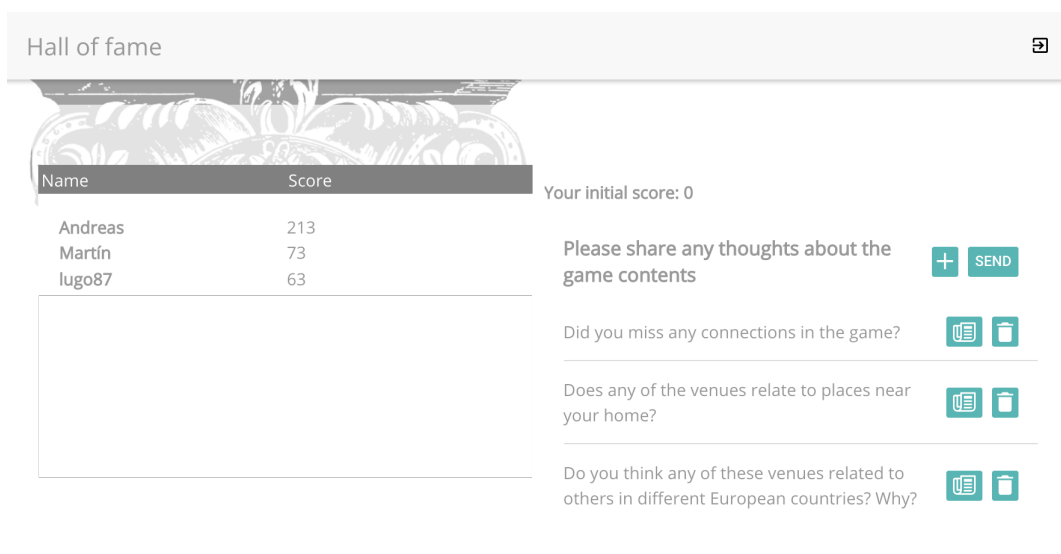 Hall of fame
Name Score
Andreas 213
Martín 73
lugo87 63
Your initial score: 0
Please share any thoughts about the
game contents
SEND
Did you miss any connections in the game?
Does any of the venues relate to places near
your home?
Do you think any of these venues related to
others in different European countries? Why?